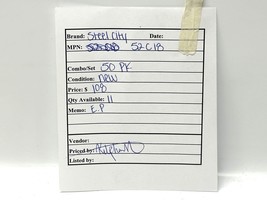 Brand: Steel City Date:
MPN: 52C18
Combo/Set 50 PK
Condition: new
Price: $ 108
Qty Available: 11
Memo: E.P
Vendor:
Priced by:
Listed by: